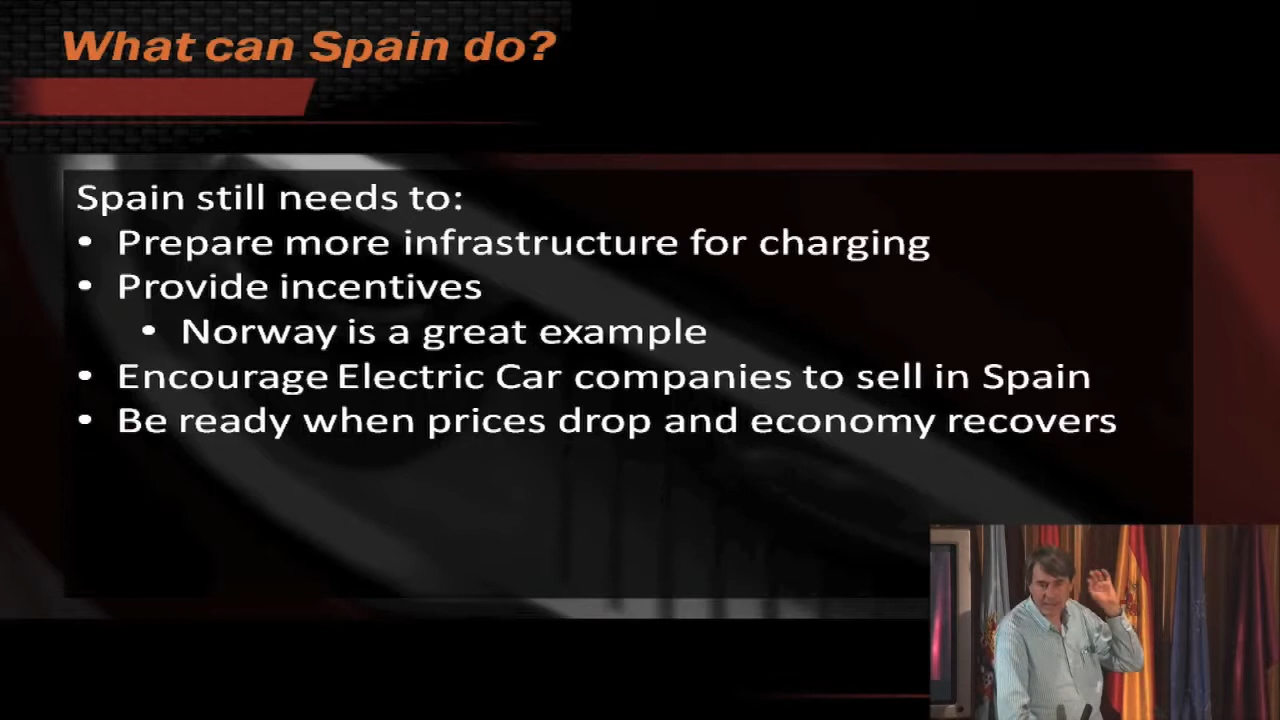 What can Spain do?
Spain still needs to:
• Prepare more infrastructure for charging
• Provide incentives
• Norway is a great example
• Encourage Electric Car companies to sell in Spain
• Be ready when prices drop and economy recovers